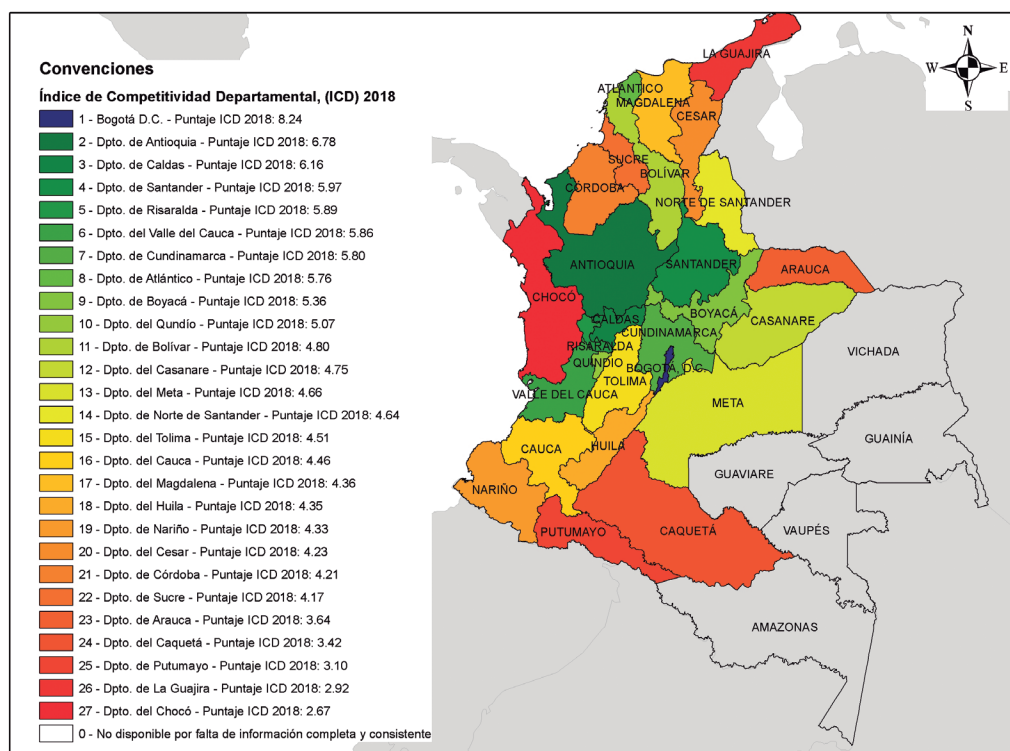 Convenciones
Índice de Competitividad Departamental, (ICD) 2018
1 - Bogotá D.C. - Puntaje ICD 2018: 8.24
2 - Dpto. de Antioquia - Puntaje ICD 2018: 6.78
3 - Dpto. de Caldas - Puntaje ICD 2018: 6.16
4 - Dpto. de Santander - Puntaje ICD 2018: 5.97
5 - Dpto. de Risaralda - Puntaje ICD 2018: 5.89
6 - Dpto. del Valle del Cauca - Puntaje ICD 2018: 5.86
7 - Dpto. de Cundinamarca - Puntaje ICD 2018: 5.80
8 - Dpto. de Atlántico - Puntaje ICD 2018: 5.76
9 - Dpto. de Boyacá - Puntaje ICD 2018: 5.36
10 - Dpto. del Qundío - Puntaje ICD 2018: 5.07
11 - Dpto. de Bolívar - Puntaje ICD 2018: 4.80
12 - Dpto. de Casanare - Puntaje ICD 2018: 4.75
13 - Dpto. del Meta - Puntaje ICD 2018: 4.66
14 - Dpto. de Norte de Santander - Puntaje ICD 2018: 4.64
15 - Dpto. del Tolima - Puntaje ICD 2018: 4.51
16 - Dpto. del Cauca - Puntaje ICD 2018: 4.46
17 - Dpto. del Magdalena - Puntaje ICD 2018: 4.36
18 - Dpto. del Huila - Puntaje ICD 2018: 4.35
19 - Dpto. de Nariño - Puntaje ICD 2018: 4.33
20 - Dpto. del Cesar - Puntaje ICD 2018: 4.23
21 - Dpto. de Córdoba - Puntaje ICD 2018: 4.21
22 - Dpto. de Sucre - Puntaje ICD 2018: 4.17
23 - Dpto. de Arauca - Puntaje ICD 2018: 3.64
24 - Dpto. del Caquetá - Puntaje ICD 2018: 3.42
25 - Dpto. de Putumayo - Puntaje ICD 2018: 3.10
26 - Dpto. de La Guajira - Puntaje ICD 2018: 2.92
27 - Dpto. del Chocó - Puntaje ICD 2018: 2.67
0 - No disponible por falta de información completa y consistente
N
W
E
S
LA GUAJIRA
ATLÁNTICO
MAGDALENA
CESAR
SUCRE
BOLÍVAR
CÓRDOBA
NORTE DE SANTANDER
ANTIOQUIA
SANTANDER
ARAUCA
CHOCÓ
BOYACÁ
CASANARE
CALDAS
CUNDINAMARCA
RISARALDA
VICHADA
QUINDIO
BOGOTÁ, D.C.
TOLIMA
VALLE DEL CAUCA
META
GUAINÍA
CAUCA
HUILA
GUAVIARE
NARIÑO
PUTUMAYO
CAQUETÁ
VAUPÉS
AMAZONAS